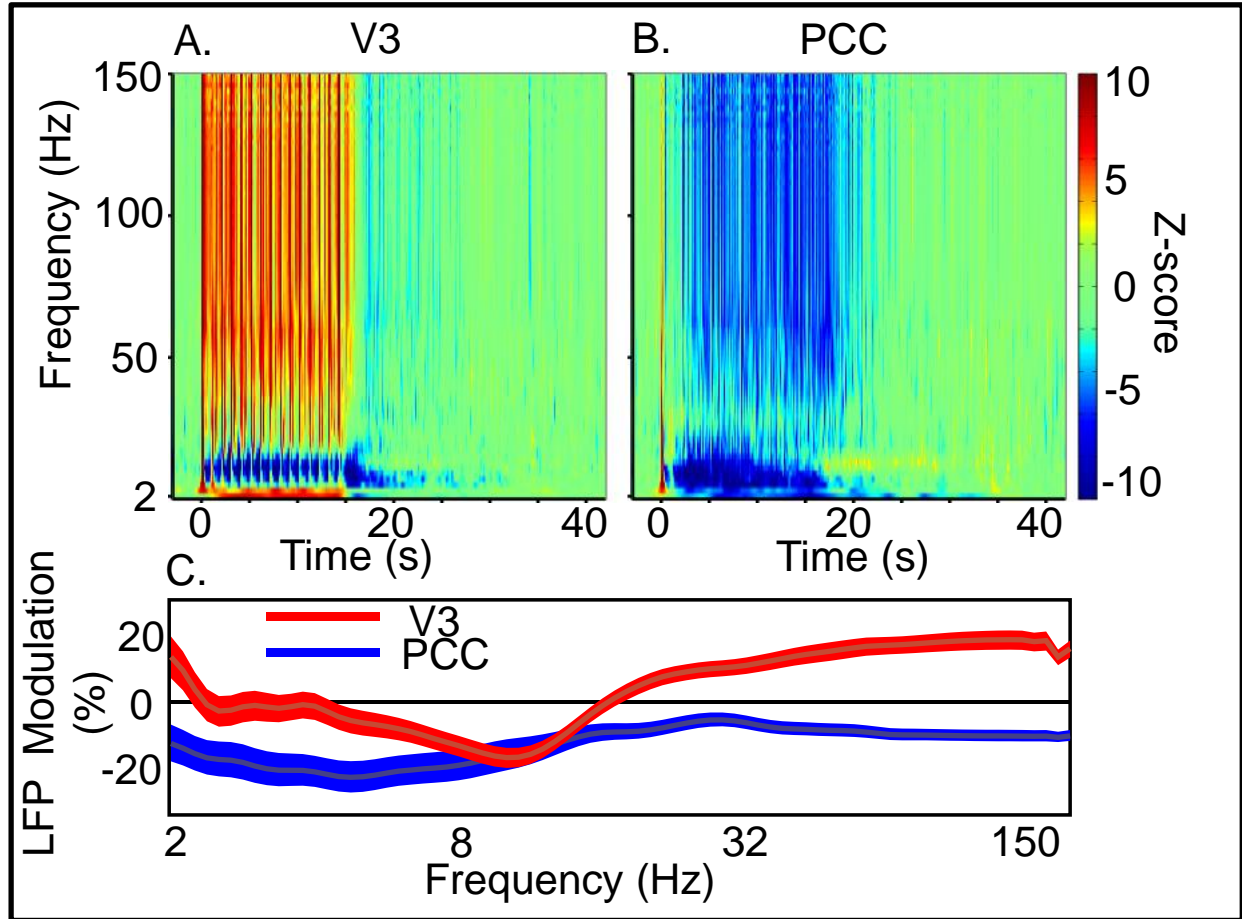 A. V3
B. PCC
Frequency (Hz)
150
100
50
2
0 20 40
Time (s)
0 20 40
Time (s)
10
5
0
-5
-10
Z-score
C.
V3
PCC
LFP Modulation
(%)
20
0
-20
2 8 32 150
Frequency (Hz)